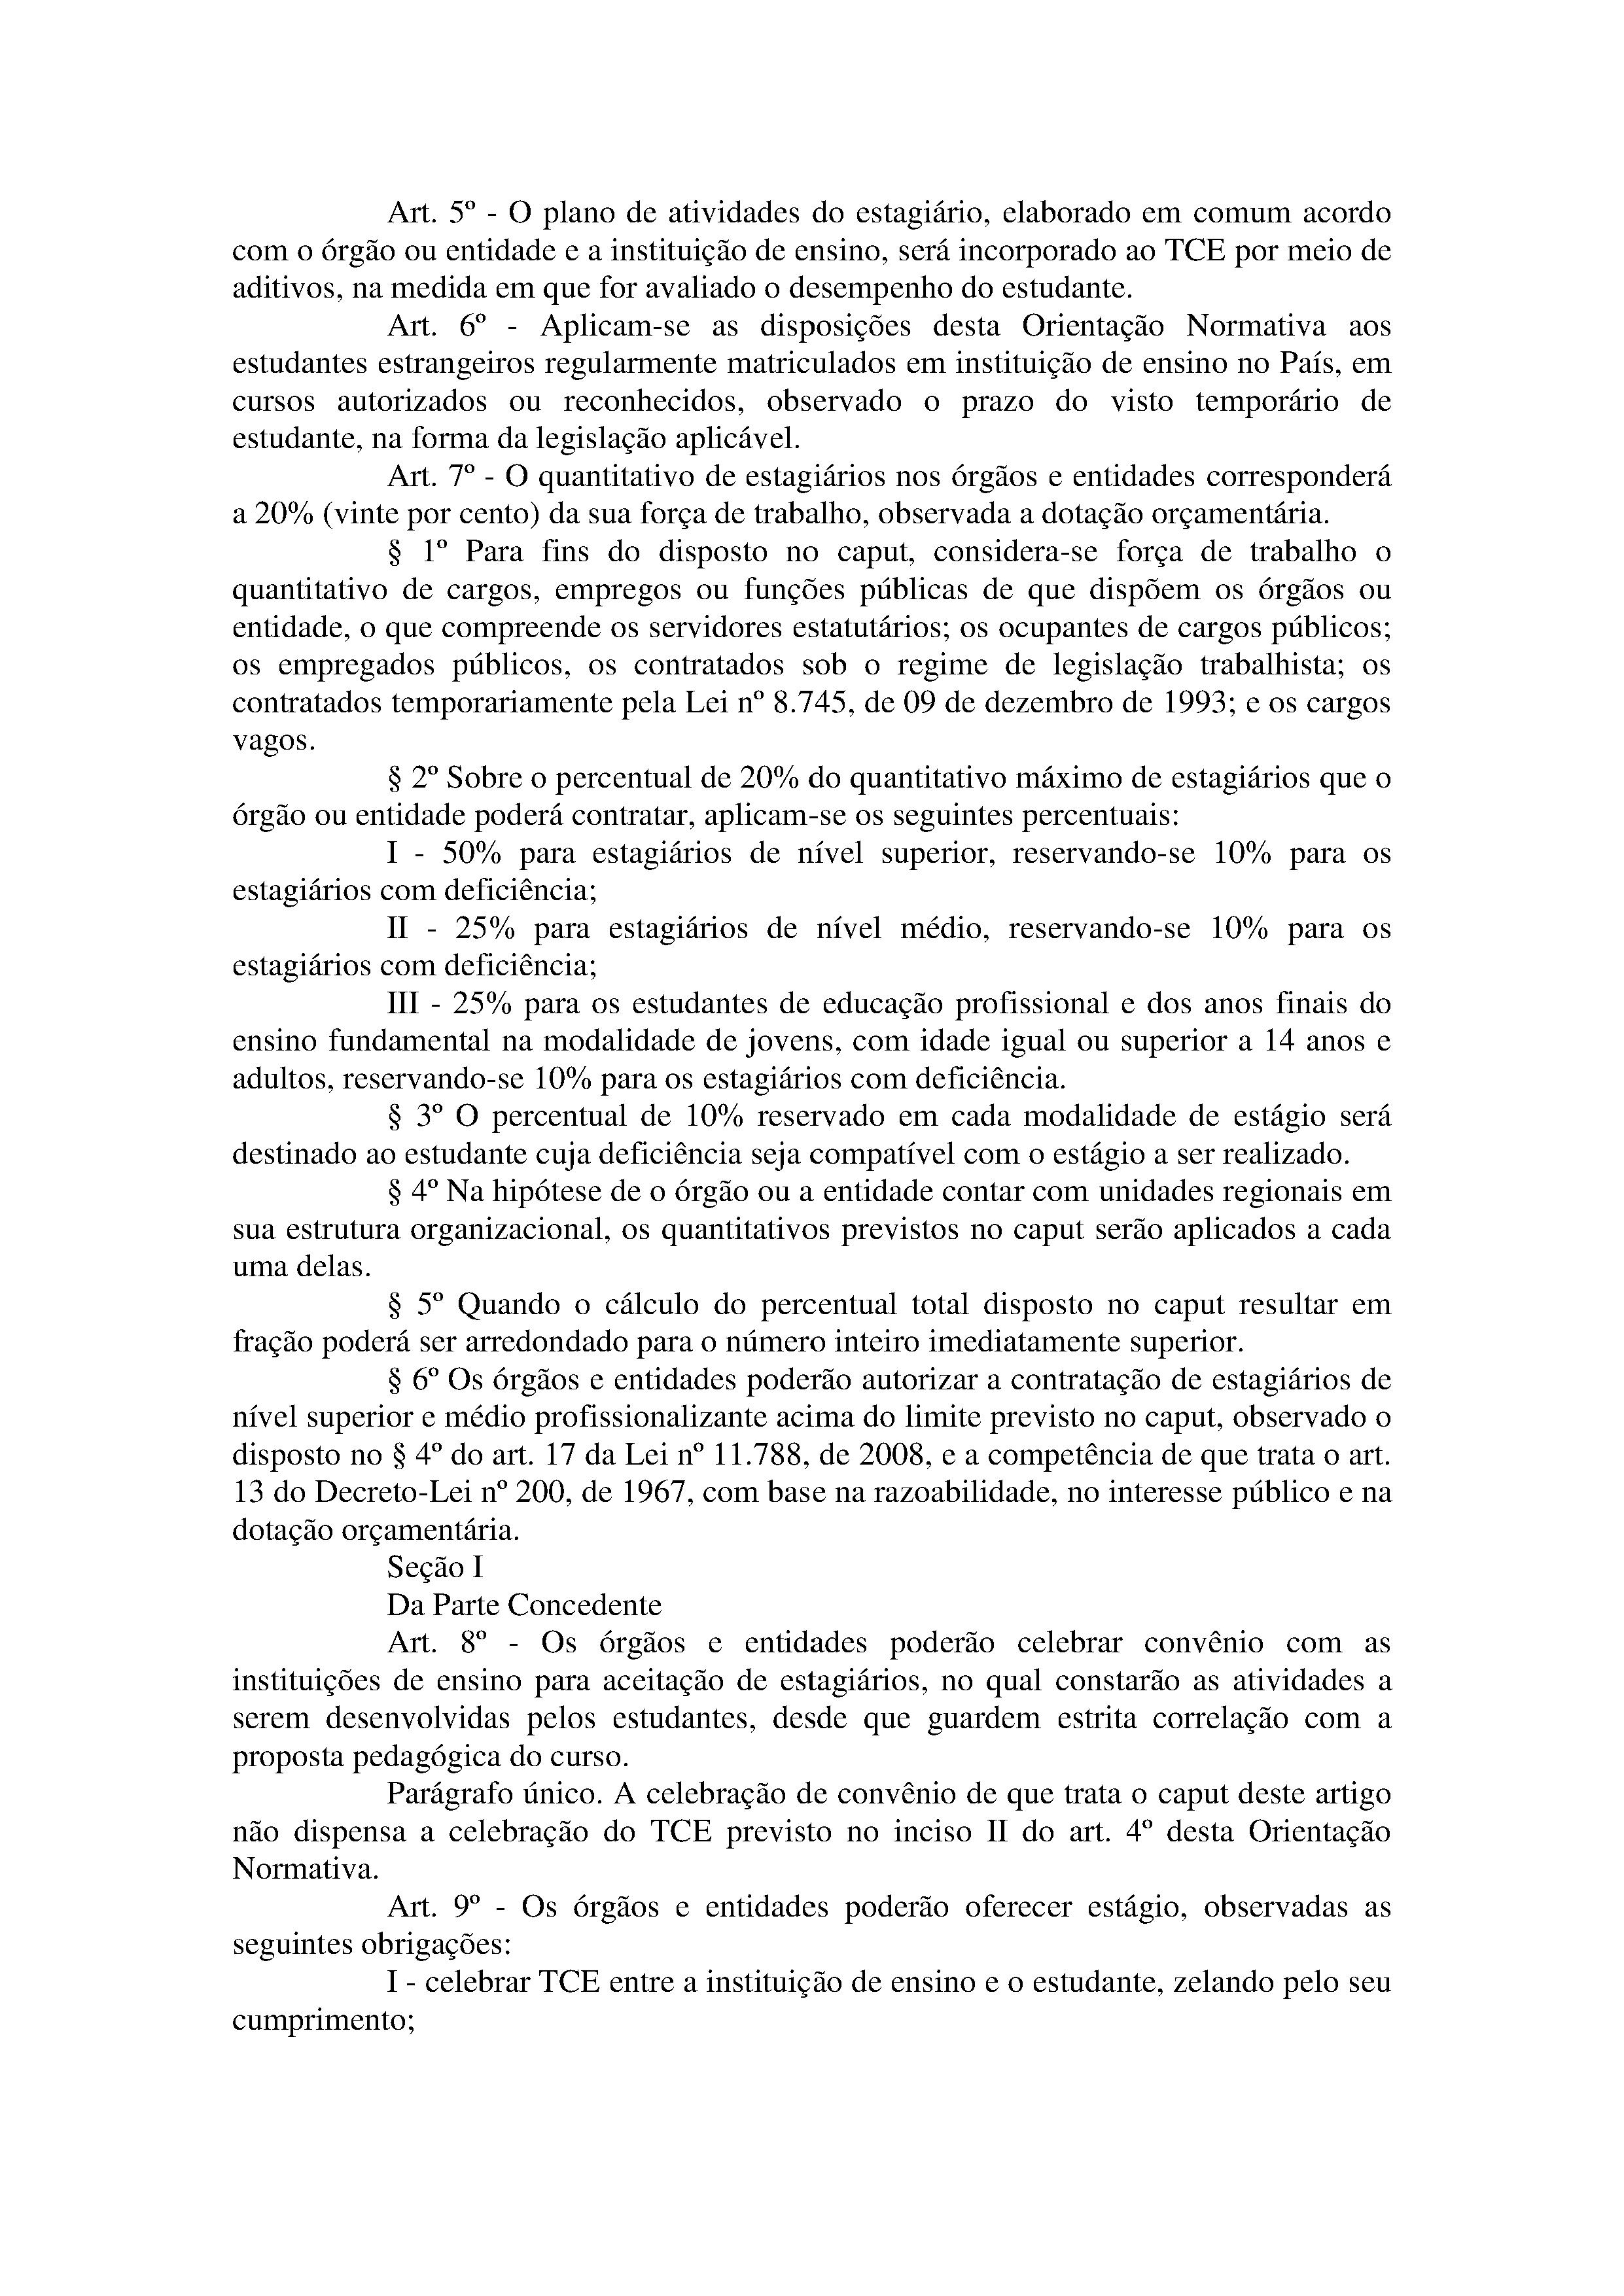 Art. 5º - O plano de atividades do estagiário, elaborado em comum acordo
com o órgão ou entidade e a instituição de ensino, será incorporado ao TCE por meio de
aditivos, na medida em que for avaliado o desempenho do estudante.
Art. 6º - Aplicam-se as disposições desta Orientação Normativa aos
estudantes estrangeiros regularmente matriculados em instituição de ensino no País, em
cursos autorizados ou reconhecidos, observado o prazo do visto temporário de
estudante, na forma da legislação aplicável.
Art. 7º - O quantitativo de estagiários nos órgãos e entidades corresponderá
a 20% (vinte por cento) da sua força de trabalho, observada a dotação orçamentária.
§ 1º Para fins do disposto no caput, considera-se força de trabalho o
quantitativo de cargos, empregos ou funções públicas de que dispõem os órgãos ou
entidade, o que compreende os servidores estatutários; os ocupantes de cargos públicos;
os empregados públicos, os contratados sob o regime de legislação trabalhista; os
contratados temporariamente pela Lei nº 8.745, de 09 de dezembro de 1993; e os cargos
vagos.
§ 2º Sobre o percentual de 20% do quantitativo máximo de estagiários que o
órgão ou entidade poderá contratar, aplicam-se os seguintes percentuais:
I - 50% para estagiários de nível superior, reservando-se 10% para os
estagiários com deficiência;
II - 25% para estagiários de nível médio, reservando-se 10% para os
estagiários com deficiência;
III - 25% para os estudantes de educação profissional e dos anos finais do
ensino fundamental na modalidade de jovens, com idade igual ou superior a 14 anos e
adultos, reservando-se 10% para os estagiários com deficiência.
§ 3º O percentual de 10% reservado em cada modalidade de estágio será
destinado ao estudante cuja deficiência seja compatível com o estágio a ser realizado.
§ 4º Na hipótese de o órgão ou a entidade contar com unidades regionais em
sua estrutura organizacional, os quantitativos previstos no caput serão aplicados a cada
uma delas.
§ 5º Quando o cálculo do percentual total disposto no caput resultar em
fração poderá ser arredondado para o número inteiro imediatamente superior.
§ 6º Os órgãos e entidades poderão autorizar a contratação de estagiários de
nível superior e médio profissionalizante acima do limite previsto no caput, observado o
disposto no § 4º do art. 17 da Lei nº 11.788, de 2008, e a competência de que trata o art.
13 do Decreto-Lei nº 200, de 1967, com base na razoabilidade, no interesse público e na
dotação orçamentária.
Seção I
Da Parte Concedente
Art. 8º - Os órgãos e entidades poderão celebrar convênio com as
instituições de ensino para aceitação de estagiários, no qual constarão as atividades a
serem desenvolvidas pelos estudantes, desde que guardem estrita correlação com a
proposta pedagógica do curso.
Parágrafo único. A celebração de convênio de que trata o caput deste artigo
não dispensa a celebração do TCE previsto no inciso II do art. 4º desta Orientação
Normativa.
Art. 9º - Os órgãos e entidades poderão oferecer estágio, observadas as
seguintes obrigações:
I - celebrar TCE entre a instituição de ensino e o estudante, zelando pelo seu
cumprimento;